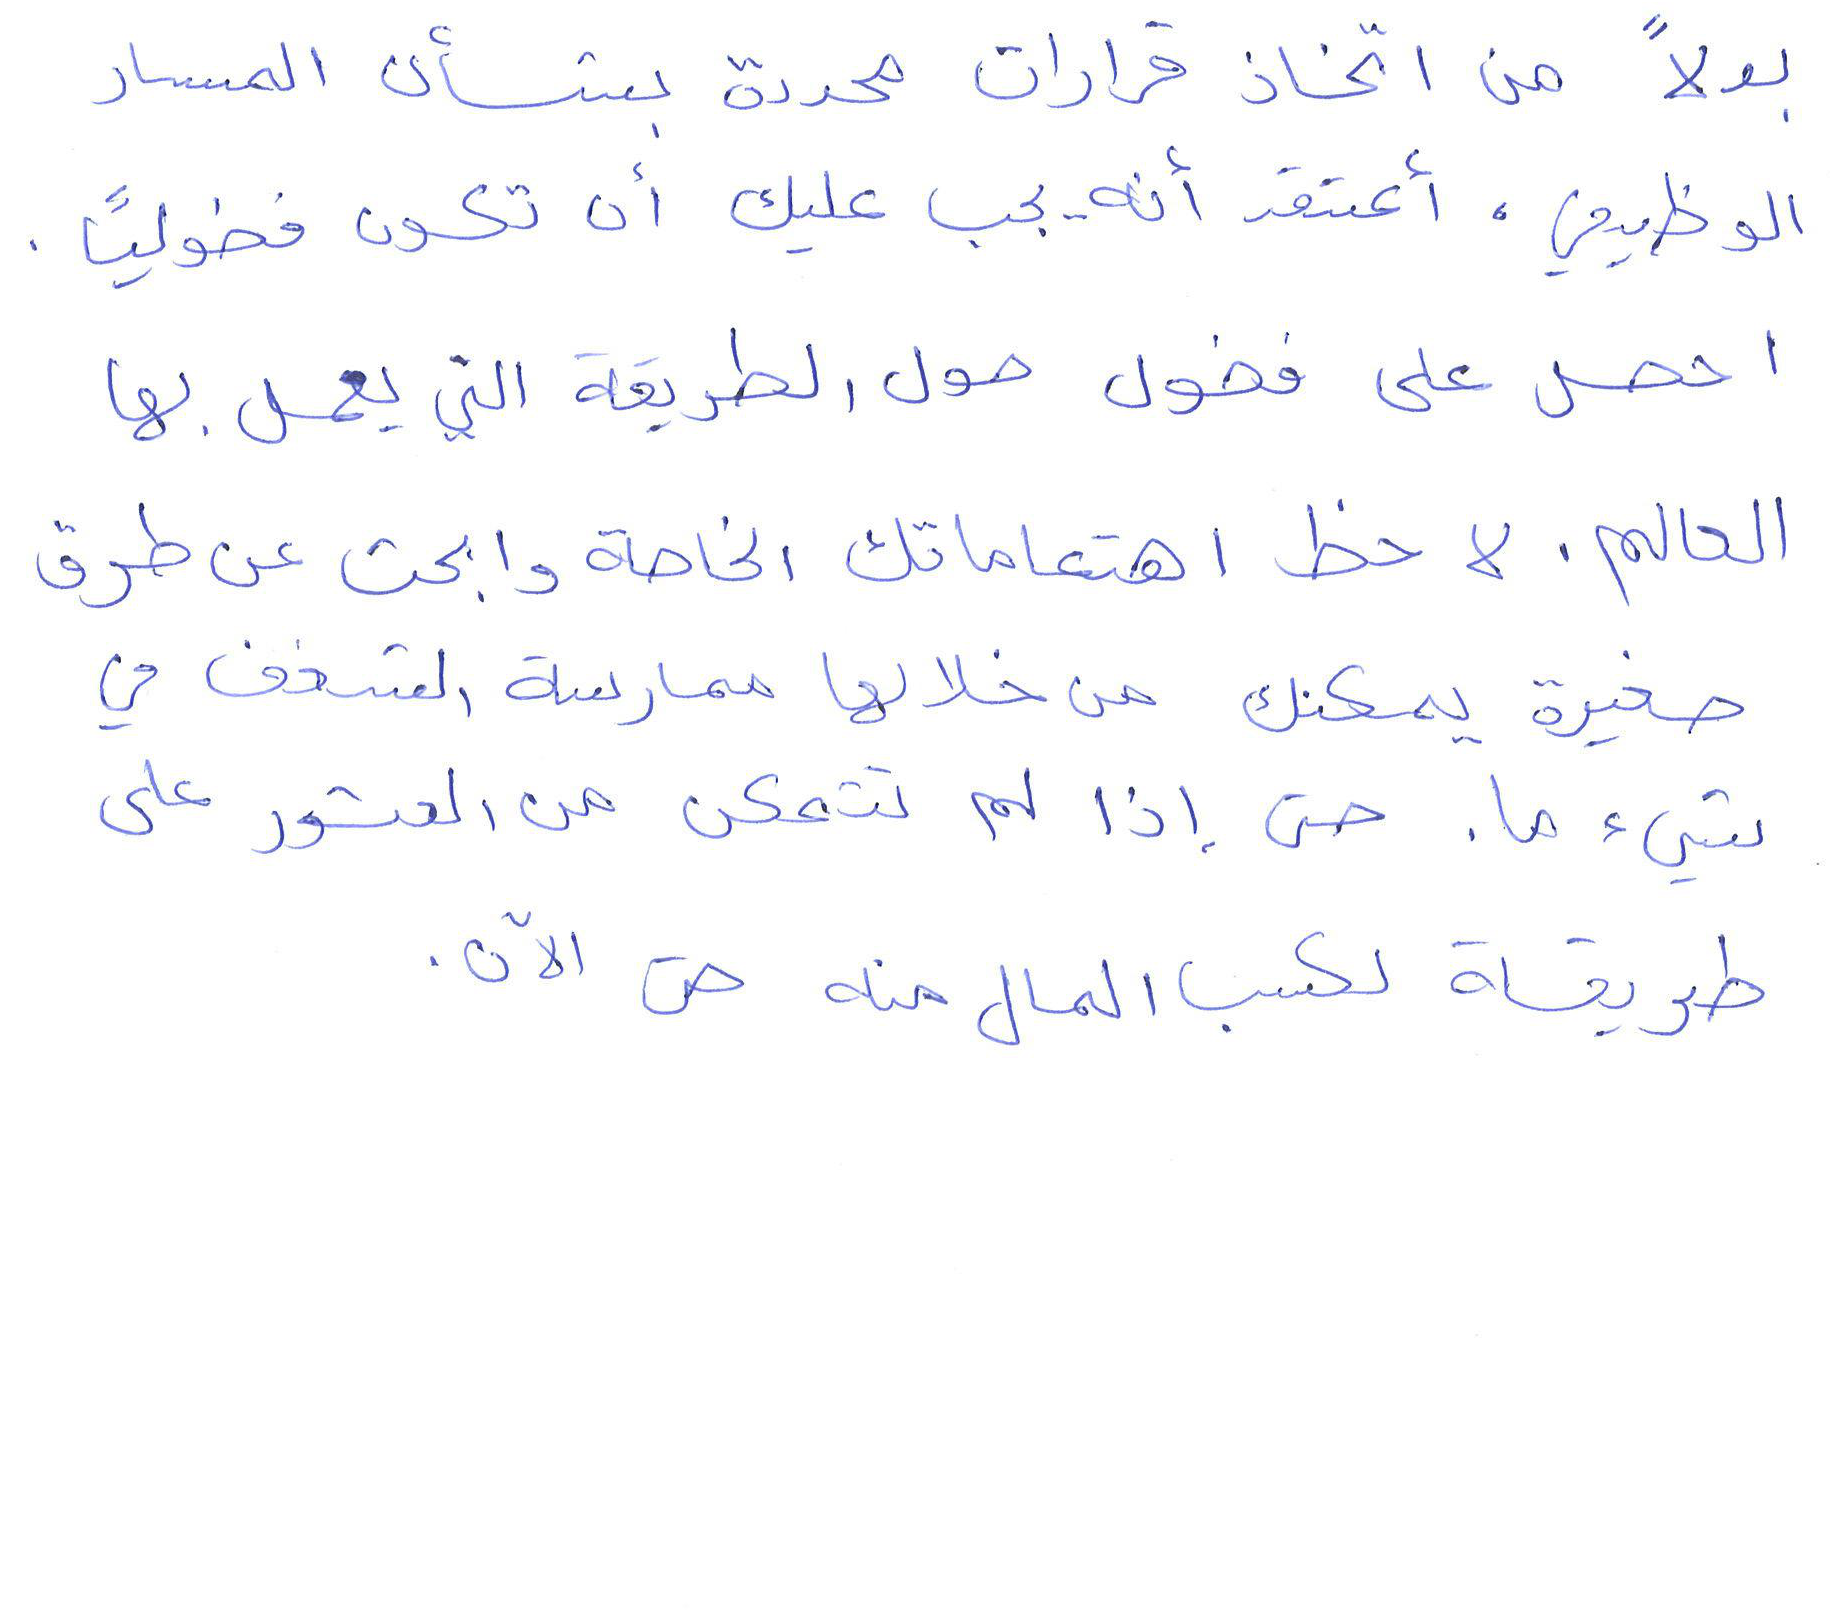 بدلاً من اتخاذ قرارات محددة بشأن المسار
الوظيفي، أعتقد أنه يجب عليك أن تكون فضوليًا.
احصل على فضول حول الطريقة التي يعمل بها
العالم. لاحظ اهتماماتك الخاصة وابحث عن طرق
صغيرة يمكنك من خلالها ممارسة الشغف في
شيء ما. حتى إذا لم تتمكن من العثور على
طريقة لكسب المال منه حتى الآن.